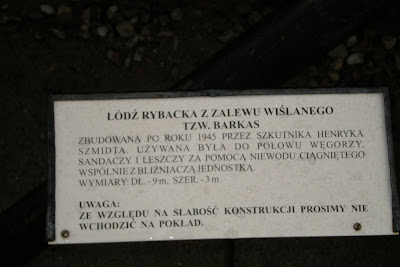 ŁÓDŹ RYBACKA Z ZALEWU WIŚLANEGO
TZW. BARKAS
ZBUDOWANA PO ROKU 1945 PRZEZ SZKUTNIKA HENRYKA
SZMIDTA. UŻYWANA BYŁA DO POŁOWU WĘGORZY,
SANDACZY I LESZCZY ZA POMOCĄ NIEWODU CIĄGNIĘTEGO
WSPÓLNIE Z BLIŹNIACZĄ JEDNOSTKĄ.
WYMIARY: DŁ. -9 m, SZER. -3 m.
UWAGA:
ZE WZGLĘDU NA SŁABOŚĆ KONSTRUKCJI PROSIMY NIE
WCHODZIĆ NA POKŁAD.